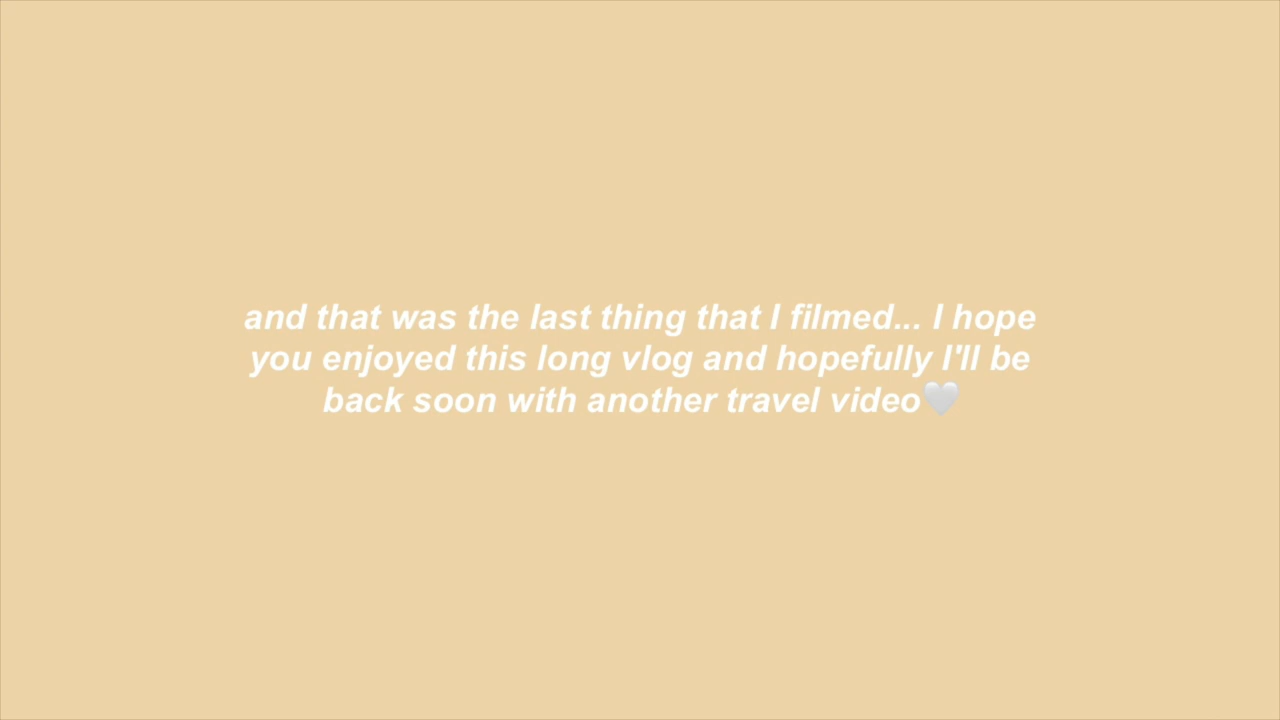 and that was the last thing that I filmed... I hope
you enjoyed this long vlog and hopefully I'll be
back soon with another travel video🤍